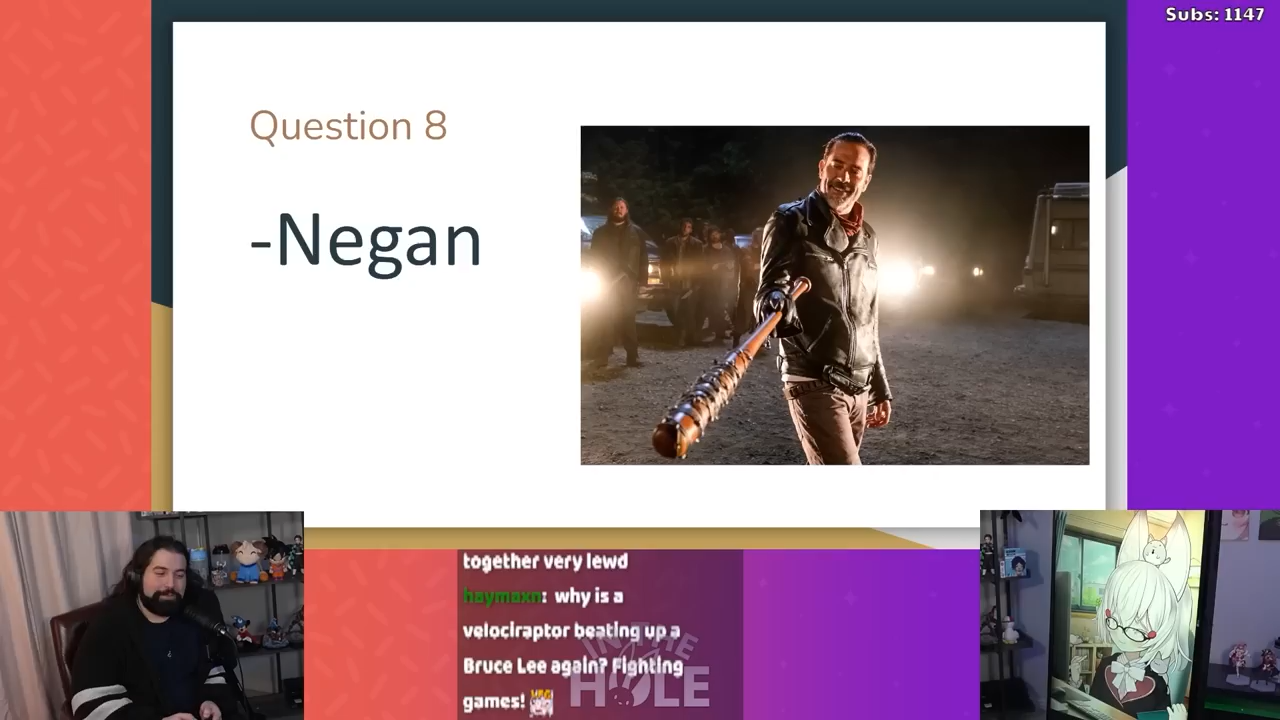 Subs: 1147
Question 8
-Negan
together very lewd
haymaxn: why is a
velociraptor beating up a
Bruce Lee again? Fighting
games!
IN THE
HOLE